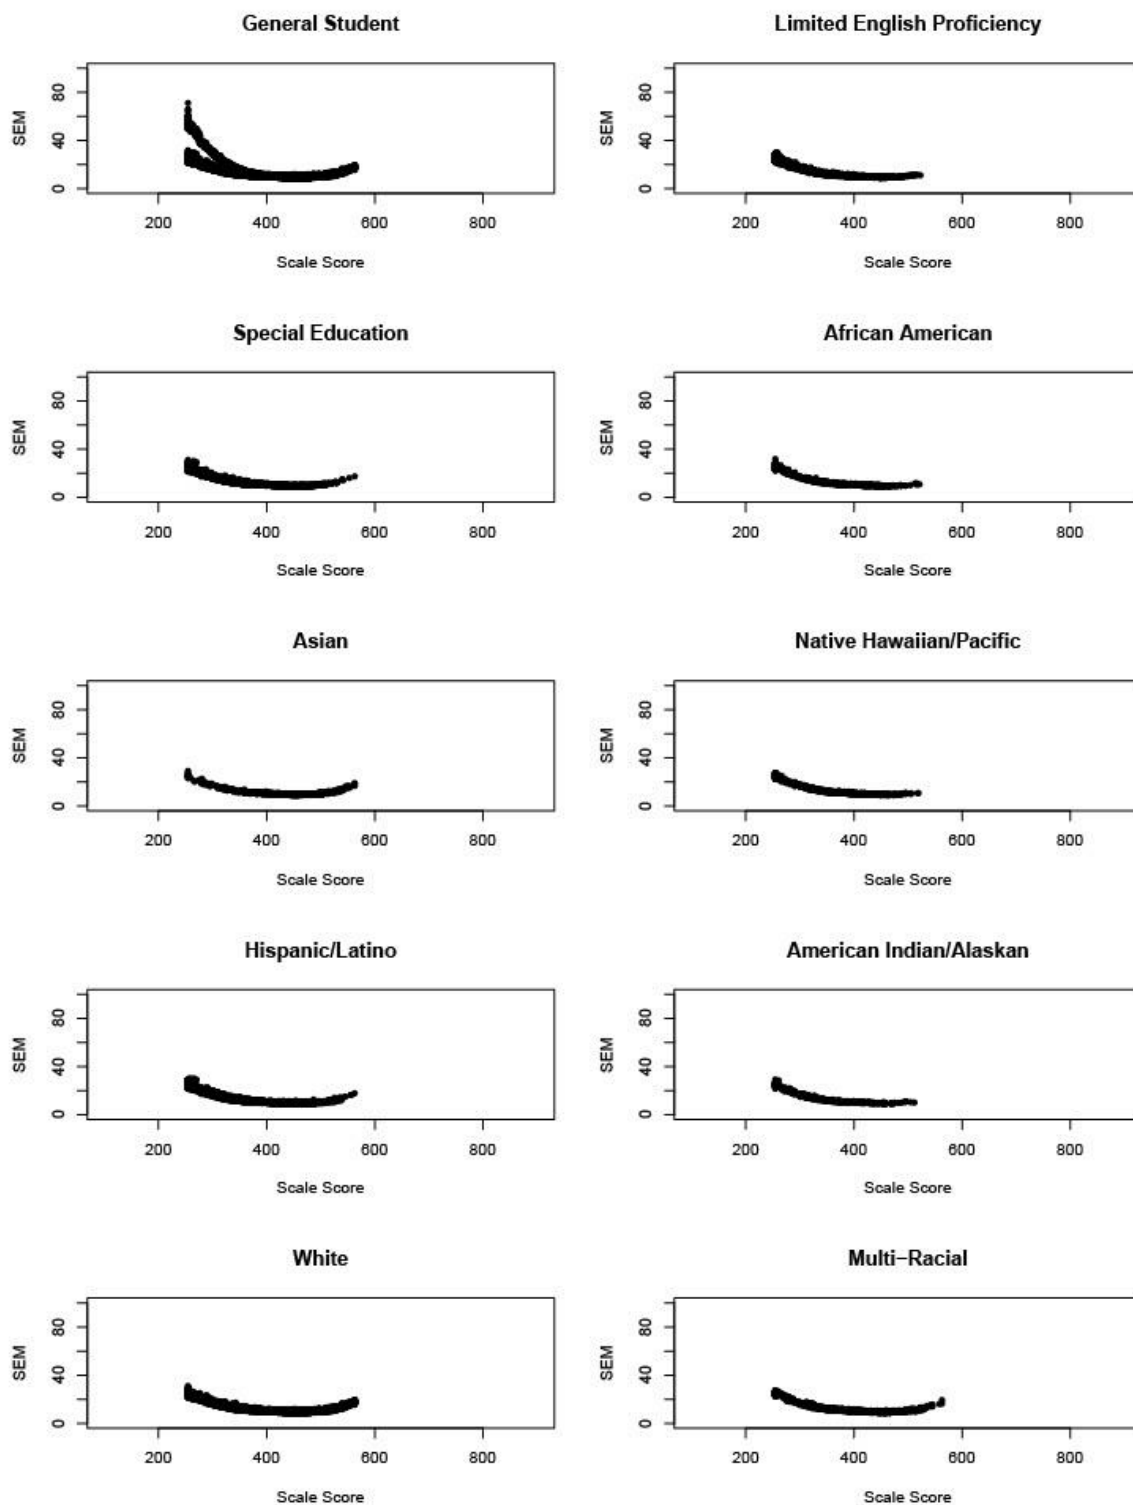 General Student
Limited English Proficiency
SEM
80
40
0
200 400 600 800
Scale Score
SEM
80
40
0
200 400 600 800
Scale Score
Special Education
African American
SEM
80
40
0
200 400 600 800
Scale Score
SEM
80
40
0
200 400 600 800
Scale Score
Asian
Native Hawaiian/Pacific
SEM
80
40
0
200 400 600 800
Scale Score
SEM
80
40
0
200 400 600 800
Scale Score
Hispanic/Latino
American Indian/Alaskan
SEM
80
40
0
200 400 600 800
Scale Score
SEM
80
40
0
200 400 600 800
Scale Score
White
Multi−Racial
SEM
80
40
0
200 400 600 800
Scale Score
SEM
80
40
0
200 400 600 800
Scale Score